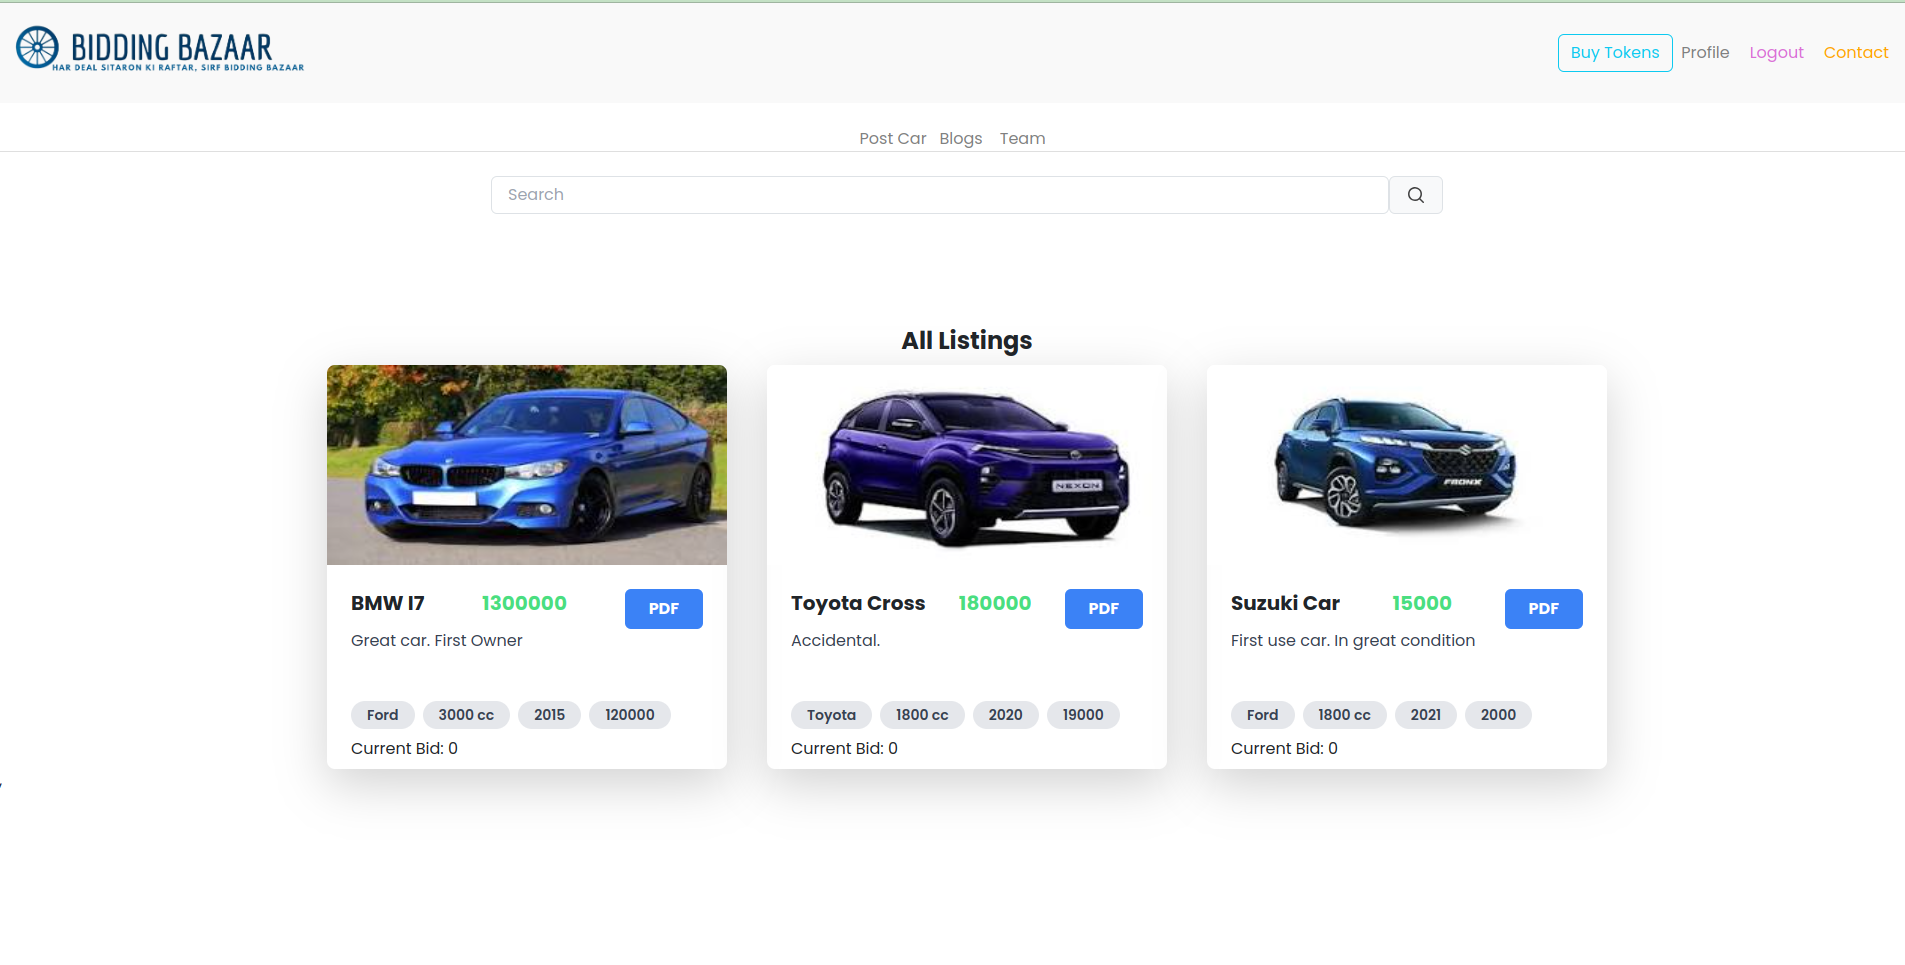 BIDDING BAZAAR
HAR DEAL SITARON KI RAFTAR, SIRF BIDDING BAZAAR
Buy Tokens Profile Logout Contact
Post Car Blogs Team
Search
All Listings
NEXON
FRONX
BMW I7 1300000 PDF
Great car. First Owner
Ford 3000 cc 2015 120000
Current Bid: 0
Toyota Cross 180000 PDF
Accidental.
Toyota 1800 cc 2020 19000
Current Bid: 0
Suzuki Car 15000 PDF
First use car. In great condition
Ford 1800 cc 2021 2000
Current Bid: 0